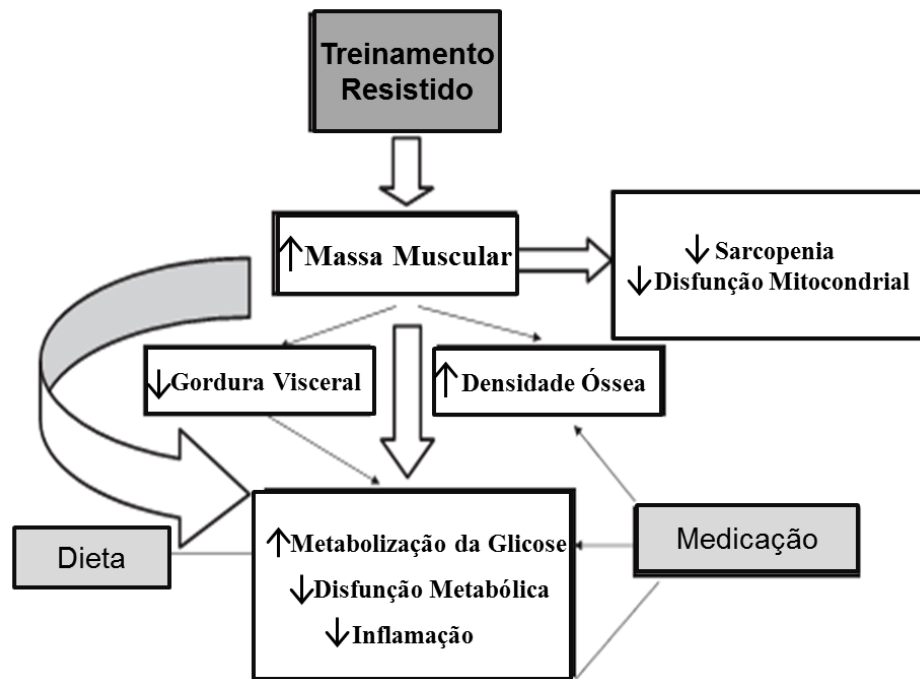 Treinamento
Resistido
↑ Massa Muscular
↓ Sarcopenia
↓ Disfunção Mitocondrial
↓ Gordura Visceral
↑ Densidade Óssea
↑ Metabolização da Glicose
↓ Disfunção Metabólica
↓ Inflamação
Dieta
Medicação